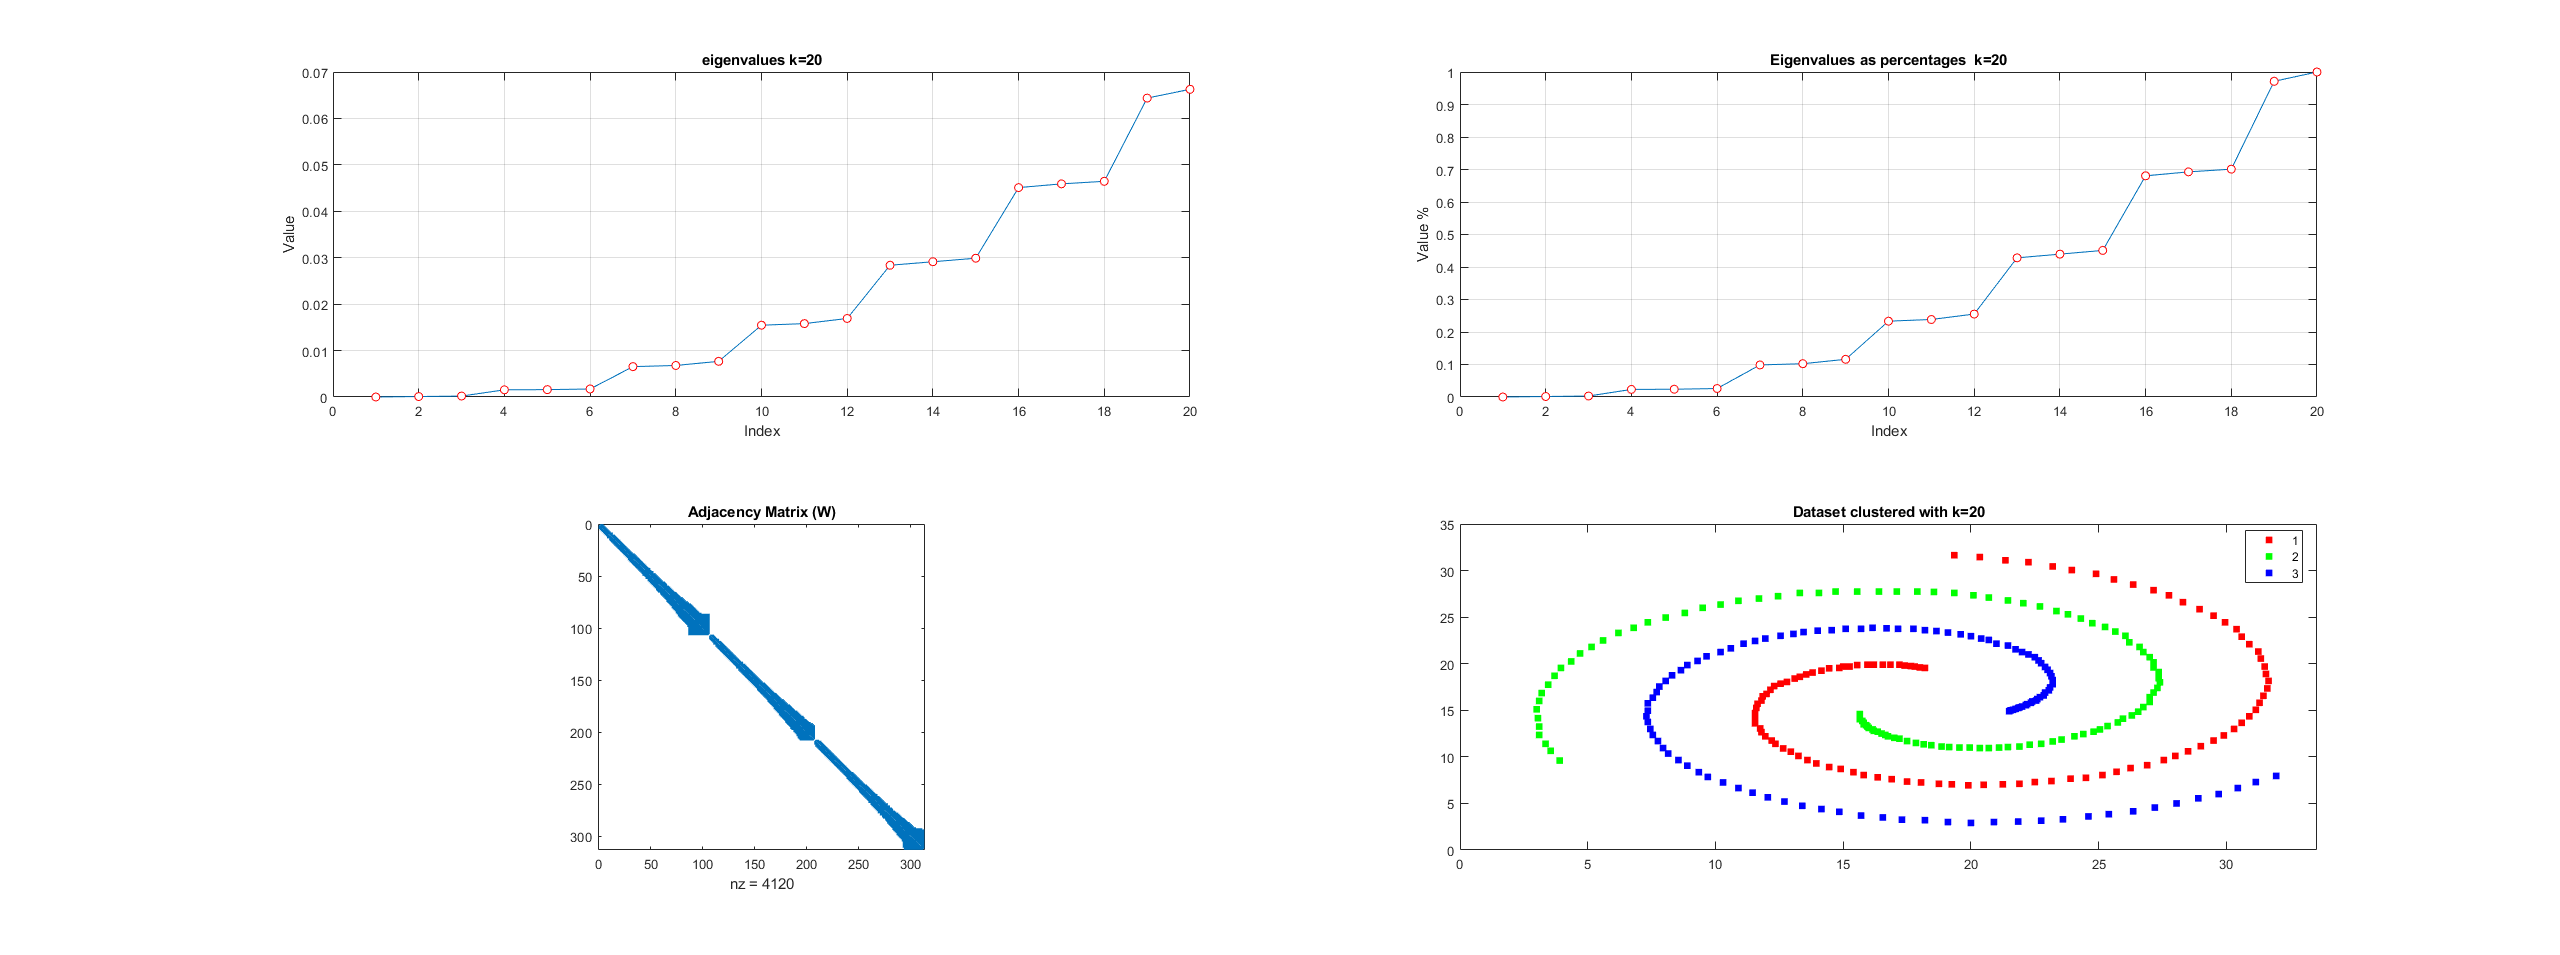 eigenvalues k=20
0.07
0.06
0.05
0.04
0.03
0.02
0.01
0
Value
0 2 4 6 8 10 12 14 16 18 20
Index
Eigenvalues as percentages k=20
1
0.9
0.8
0.7
0.6
0.5
0.4
0.3
0.2
0.1
0
Value %
0 2 4 6 8 10 12 14 16 18 20
Index
Adjacency Matrix (W)
0
50
100
150
200
250
300
0 50 100 150 200 250 300
nz = 4120
Dataset clustered with k=20
35
30
25
20
15
10
5
0
0 5 10 15 20 25 30
1
2
3